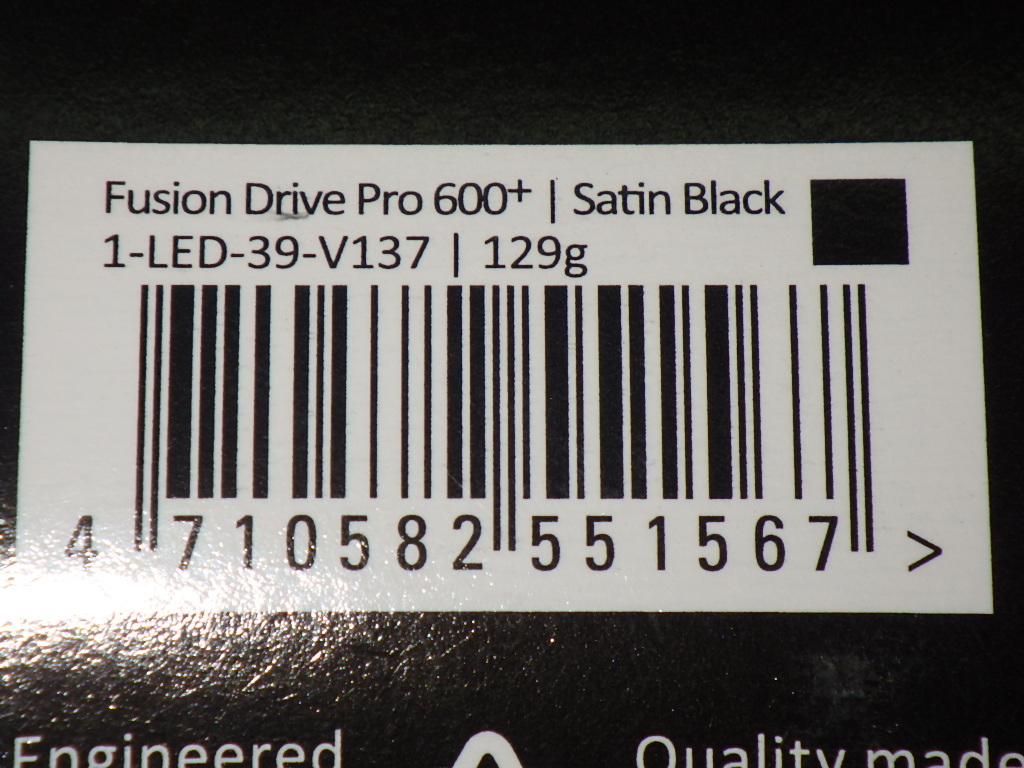 Fusion Drive Pro 600+ | Satin Black
1-LED-39-V137 | 129g
4 710582 551567 >
Engineered
Quality made